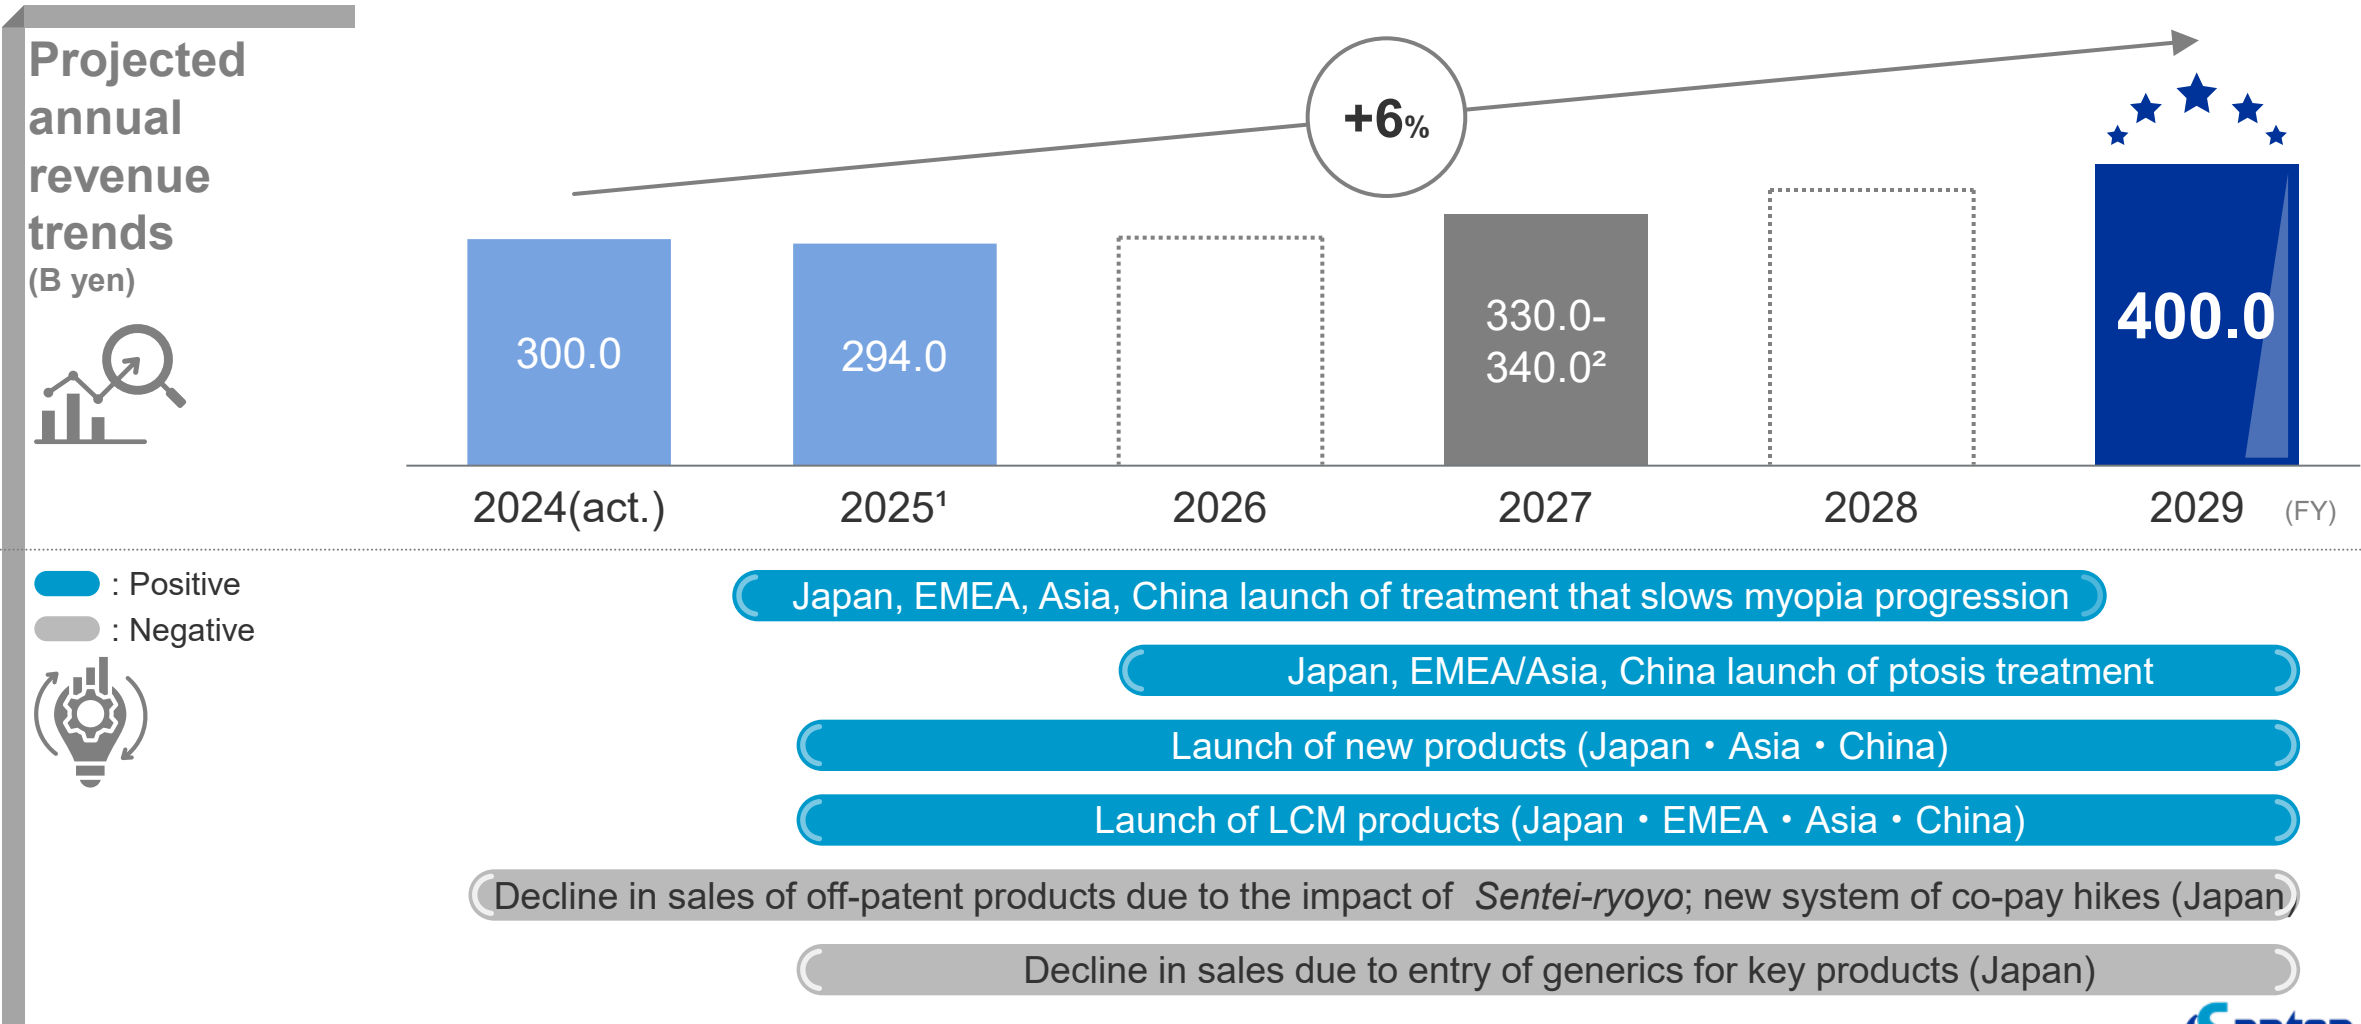 Projected
annual
revenue
trends
(B yen)
+6%
300.0
294.0
330.0-
340.0²
400.0
2024(act.)
2025¹
2026
2027
2028
2029
(FY)
: Positive
: Negative
Japan, EMEA, Asia, China launch of treatment that slows myopia progression
Japan, EMEA/Asia, China launch of ptosis treatment
Launch of new products (Japan・Asia・China)
Launch of LCM products (Japan・EMEA・Asia・China)
Decline in sales of off-patent products due to the impact of Sentei-ryoyo; new system of co-pay hikes (Japan)
Decline in sales due to entry of generics for key products (Japan)